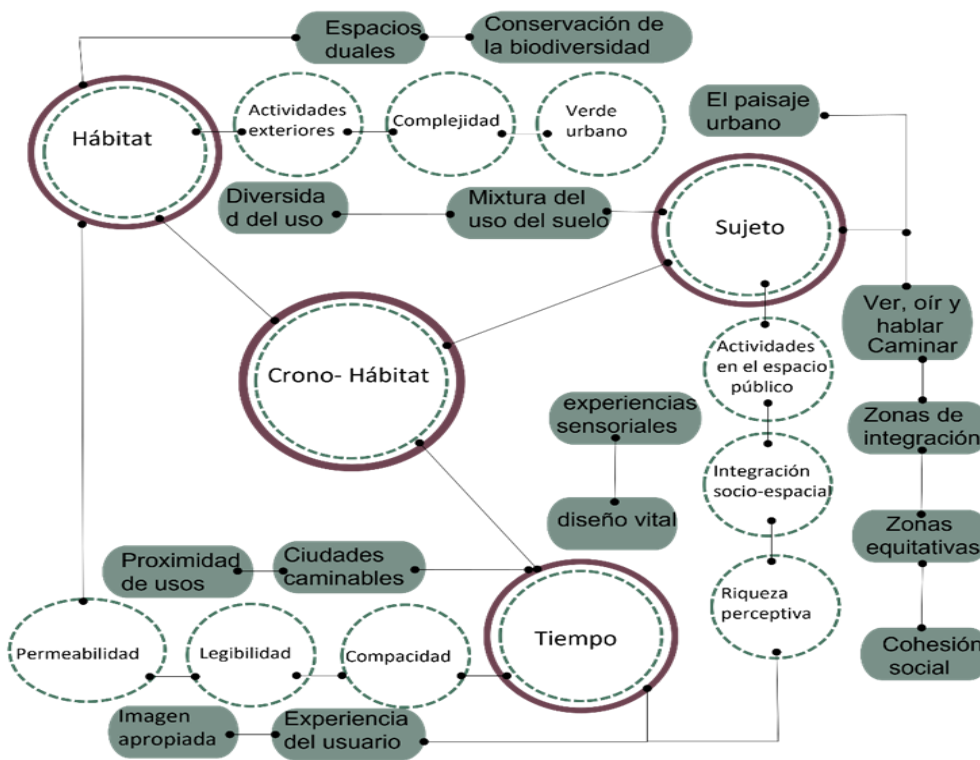 Espacios
duales
Conservación de
la biodiversidad
Hábitat
Actividades
exteriores
Complejidad
Verde
urbano
El paisaje
urbano
Diversida
d del uso
Mixtura del
uso del suelo
Sujeto
Ver, oír y
hablar
Caminar
Crono- Hábitat
Actividades
en el espacio
público
experiencias
sensoriales
Zonas de
integración
Integración
socio-espacial
diseño vital
Zonas
equitativas
Proximidad
de usos
Ciudades
caminables
Riqueza
perceptiva
Tiempo
Permeabilidad
Legibilidad
Compacidad
Cohesión
social
Imagen
apropiada
Experiencia
del usuario